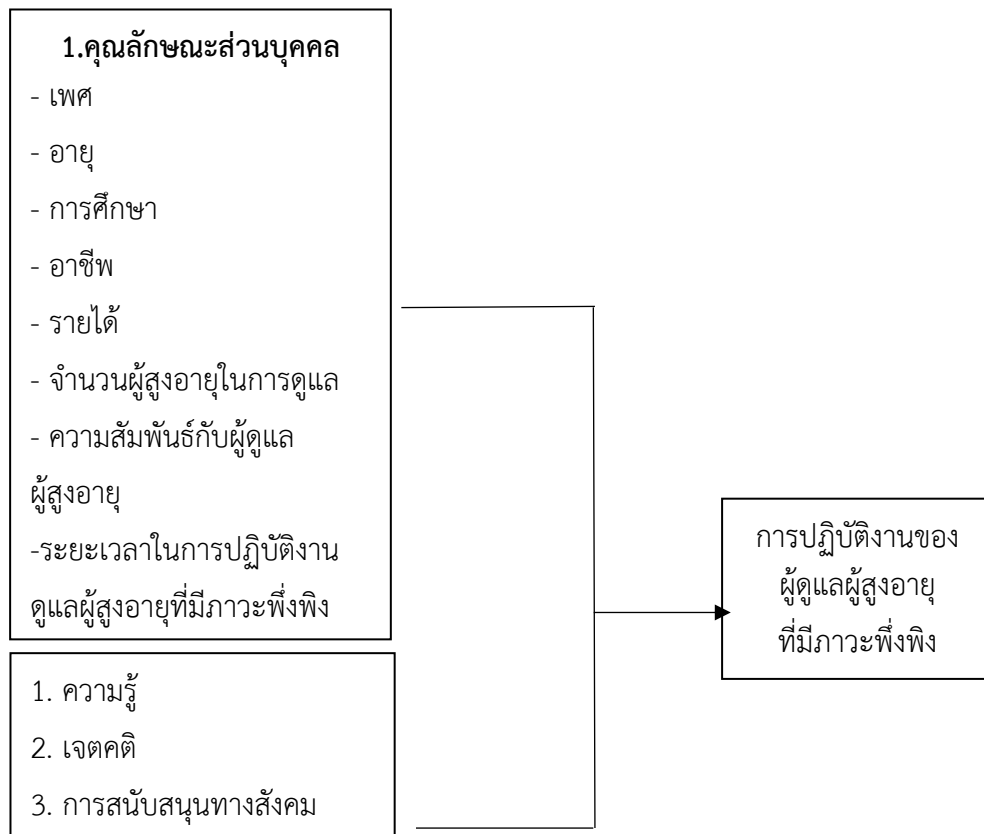 1.คุณลักษณะส่วนบุคคล
- เพศ
- อายุ
- การศึกษา
- อาชีพ
- รายได้
- จำนวนผู้สูงอายุในการดูแล
- ความสัมพันธ์กับผู้ดูแล
ผู้สูงอายุ
-ระยะเวลาในการปฏิบัติงาน
ดูแลผู้สูงอายุที่มีภาวะพึ่งพิง
1. ความรู้
2. เจตคติ
3. การสนับสนุนทางสังคม
การปฏิบัติงานของ
ผู้ดูแลผู้สูงอายุ
ที่มีภาวะพึ่งพิง